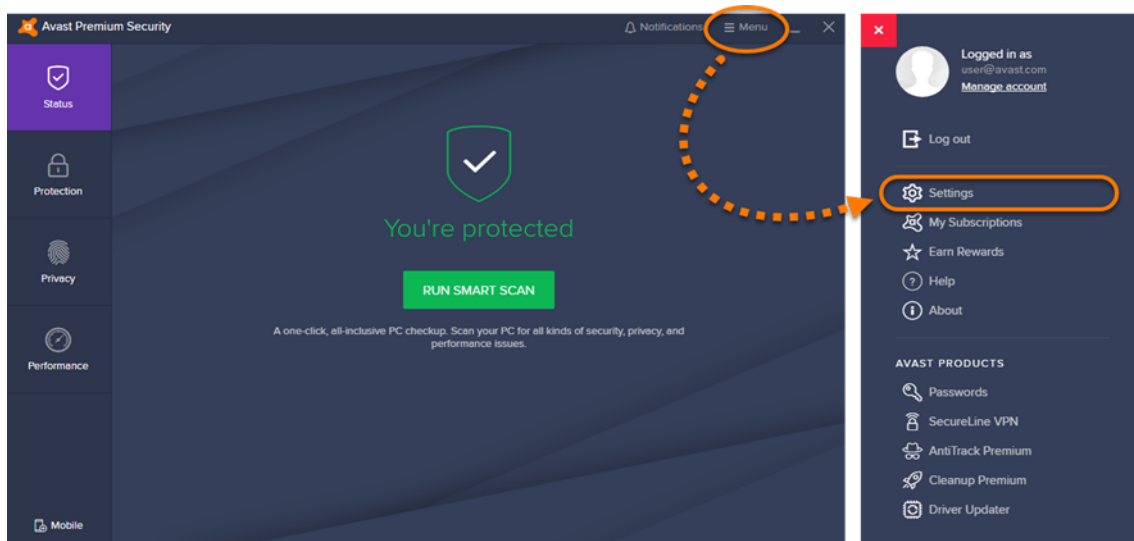 Avast Premium Security
Notifications
Menu
Status
Protection
Privacy
Performance
Mobile
You're protected
RUN SMART SCAN
A one-click, all-inclusive PC checkup. Scan your PC for all kinds of security, privacy, and
performance issues.
Logged in as
user@avast.com
Manage account
Log out
Settings
My Subscriptions
Earn Rewards
Help
About
AVAST PRODUCTS
Passwords
SecureLine VPN
AntiTrack Premium
Cleanup Premium
Driver Updater